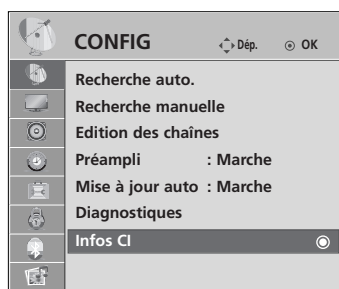 CONFIG Dép. OK
Recherche auto.
Recherche manuelle
Edition des chaînes
Préampli : Marche
Mise à jour auto : Marche
Diagnostiques
Infos CI